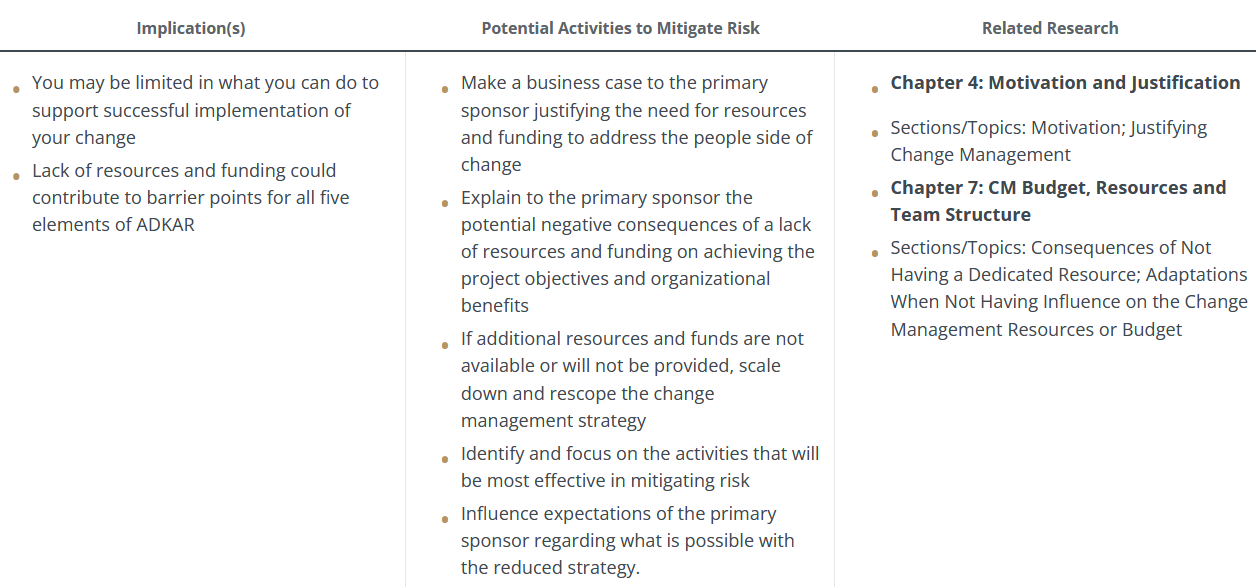 Implication(s)
Potential Activities to Mitigate Risk
Related Research
You may be limited in what you can do to
support successful implementation of
your change
Lack of resources and funding could
contribute to barrier points for all five
elements of ADKAR
Make a business case to the primary
sponsor justifying the need for resources
and funding to address the people side of
change
Explain to the primary sponsor the
potential negative consequences of a lack
of resources and funding on achieving the
project objectives and organizational
benefits
If additional resources and funds are not
available or will not be provided, scale
down and rescope the change
management strategy
Identify and focus on the activities that will
be most effective in mitigating risk
Influence expectations of the primary
sponsor regarding what is possible with
the reduced strategy.
Chapter 4: Motivation and Justification
Sections/Topics: Motivation; Justifying
Change Management
Chapter 7: CM Budget, Resources and
Team Structure
Sections/Topics: Consequences of Not
Having a Dedicated Resource; Adaptations
When Not Having Influence on the Change
Management Resources or Budget